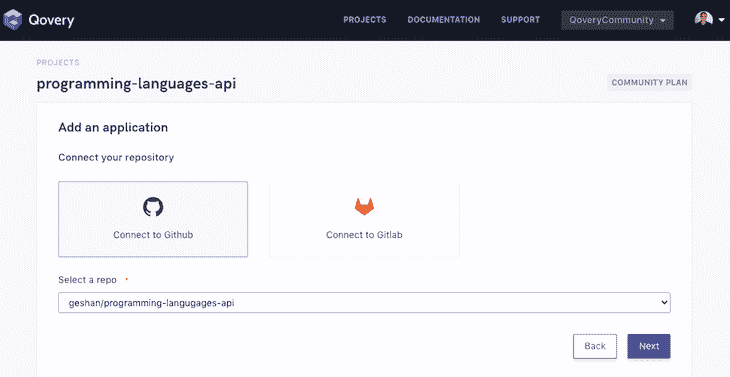 Qovery PROJECTS DOCUMENTATION SUPPORT QoveryCommunity
PROJECTS
programming-languages-api COMMUNITY PLAN
Add an application
Connect your repository
Connect to Github Connect to Gitlab
Select a repo *
geshan/programming-langugages-api
Back Next